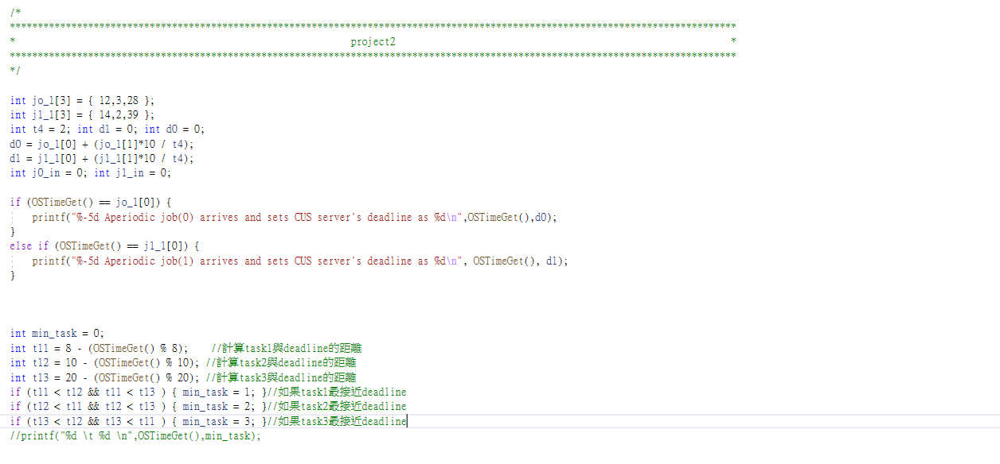 /*
**********************************************************************************************************************************
* project2 *
**********************************************************************************************************************************
*/
int jo_1[3] = { 12,3,28 };
int j1_1[3] = { 14,2,39 };
int t4 = 2; int d1 = 0; int d0 = 0;
d0 = jo_1[0] + (jo_1[1]*10 / t4);
d1 = j1_1[0] + (j1_1[1]*10 / t4);
int j0_in = 0; int j1_in = 0;
if (OSTimeGet() == jo_1[0]) {
printf("%-5d Aperiodic job(0) arrives and sets CUS server's deadline as %d\n",OSTimeGet(),d0);
}
else if (OSTimeGet() == j1_1[0]) {
printf("%-5d Aperiodic job(1) arrives and sets CUS server's deadline as %d\n", OSTimeGet(), d1);
}
int min_task = 0;
int t11 = 8 - (OSTimeGet() % 8); //計算task1與deadline的距離
int t12 = 10 - (OSTimeGet() % 10); //計算task2與deadline的距離
int t13 = 20 - (OSTimeGet() % 20); //計算task3與deadline的距離
if (t11 < t12 && t11 < t13 ) { min_task = 1; }//如果task1最接近deadline
if (t12 < t11 && t12 < t13 ) { min_task = 2; }//如果task2最接近deadline
if (t13 < t12 && t13 < t11 ) { min_task = 3; }//如果task3最接近deadline
//printf("%d \t %d \n",OSTimeGet(),min_task);